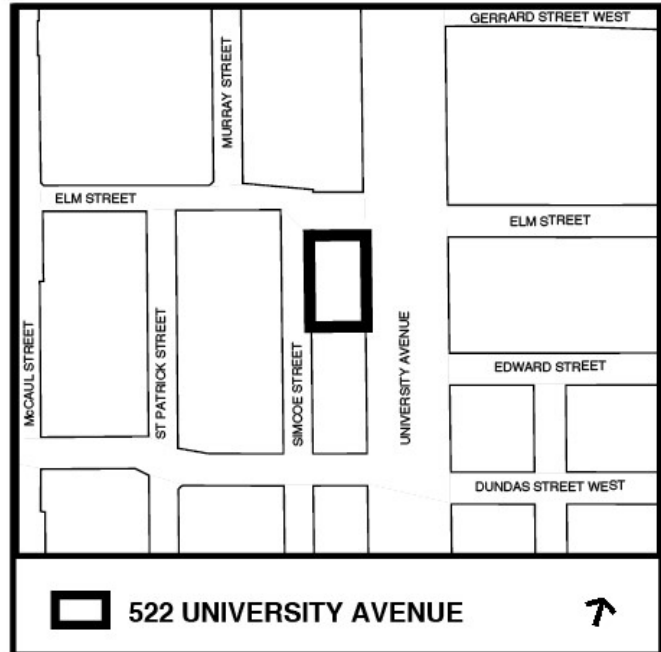 GERRARD STREET WEST
MURRAY STREET
ELM STREET
ELM STREET
McCAUL STREET
ST PATRICK STREET
SIMCOE STREET
UNIVERSITY AVENUE
EDWARD STREET
DUNDAS STREET WEST
522 UNIVERSITY AVENUE